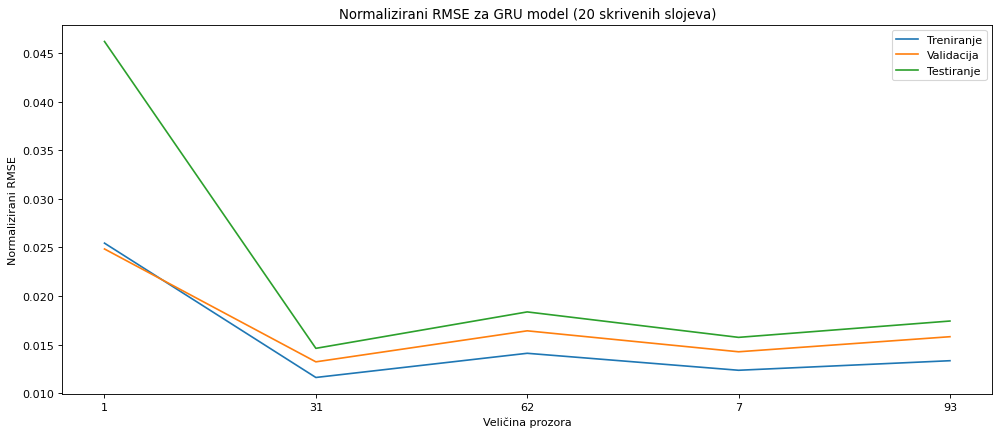 Normalizirani RMSE za GRU model (20 skrivenih slojeva)
Treniranje
Validacija
Testiranje
Normalizirani RMSE
0.045
0.040
0.035
0.030
0.025
0.020
0.015
0.010
1 31 62 7 93
Veličina prozora